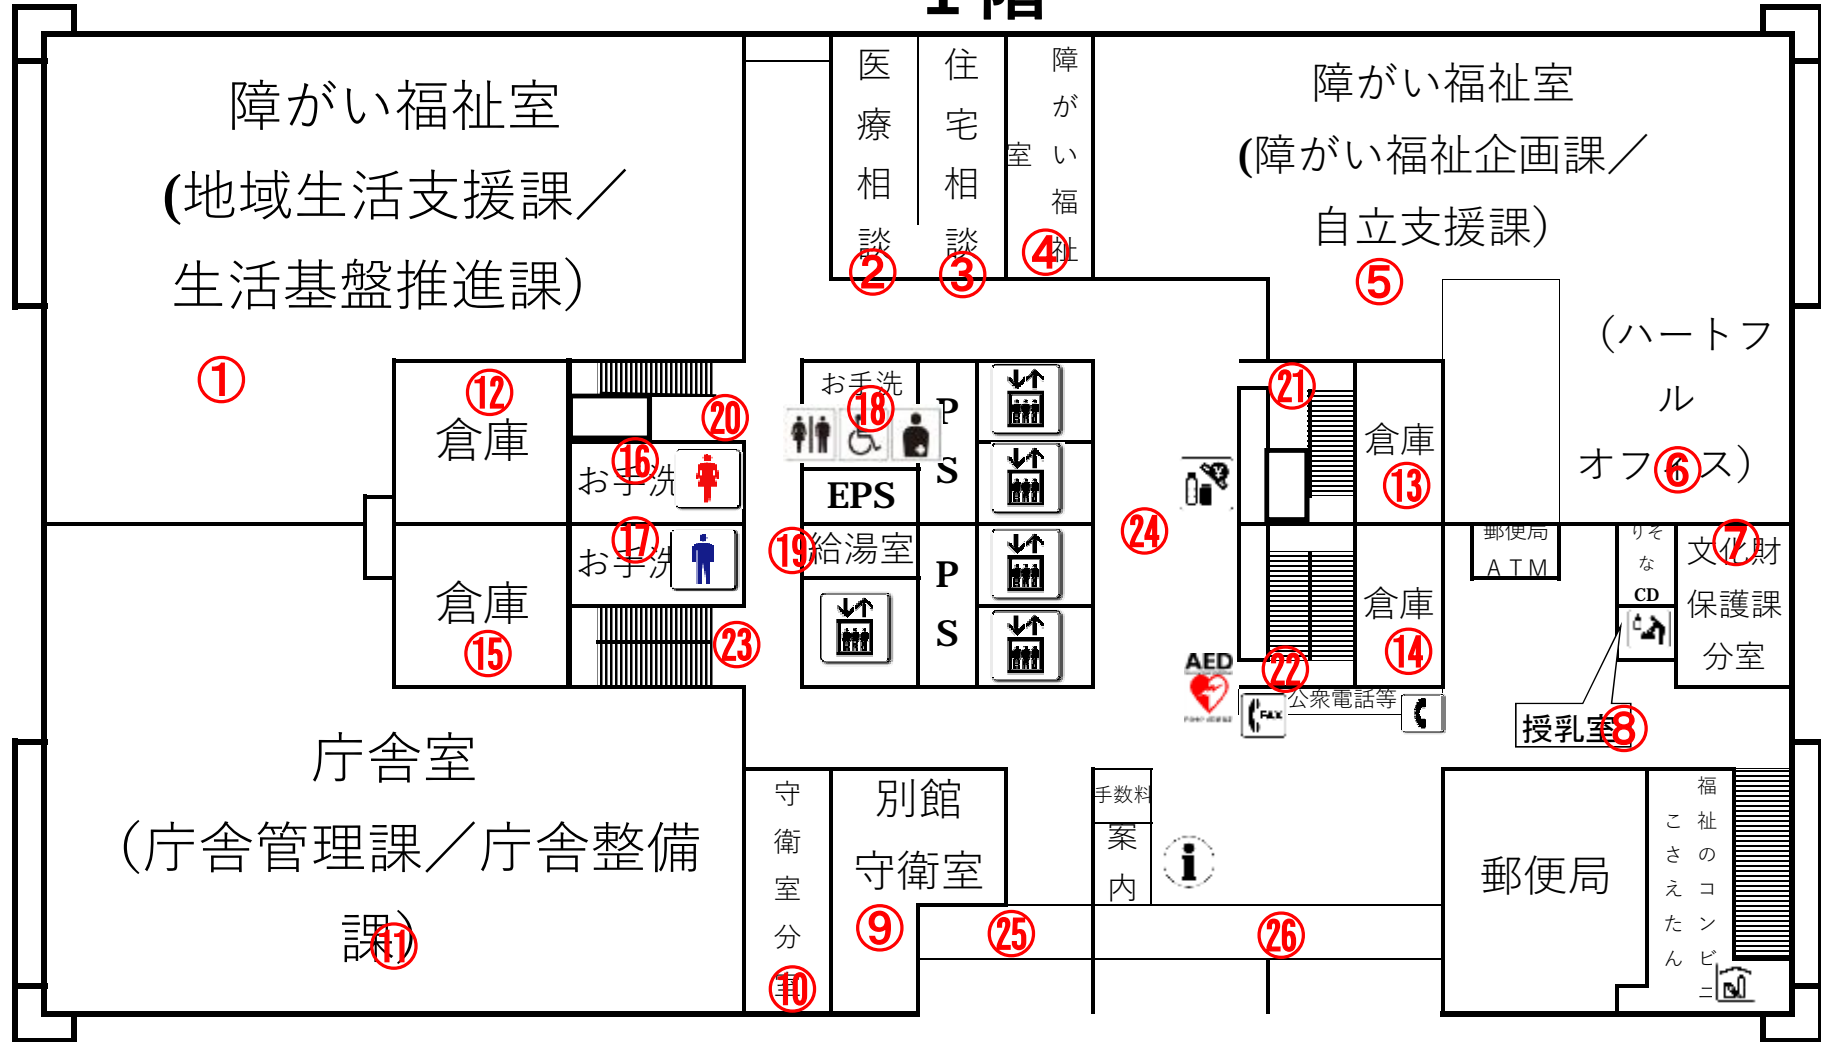 1階
障がい福祉室
(地域生活支援課／
生活基盤推進課)
①
医療相談
②
住宅相談
③
障がい福祉
室
④
障がい福祉室
(障がい福祉企画課／
自立支援課)
⑤
（ハートフ
ル
オフィス）
⑥
⑫
倉庫
⑳
⑯
お手洗
⑰
お手洗
倉庫
⑮
㉓
お手洗
⑱
PS
EPS
⑲
給湯室
PS
㉔
㉑
倉庫
⑬
倉庫
⑭
㉒
AED
FAX
公衆電話等
郵便局
ATM
りそ
な
CD
⑦
文化財
保護課
分室
授乳室
⑧
庁舎室
（庁舎管理課／庁舎整備
課）
⑪
守衛室分室
⑩
別館
守衛室
⑨
㉕
手数料
案内
i
㉖
郵便局
福祉のコンビニ
こさえたん